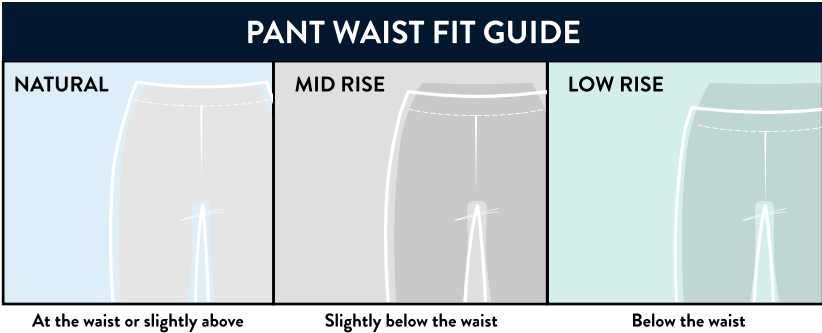 PANT WAIST FIT GUIDE
NATURAL
MID RISE
LOW RISE
At the waist or slightly above
Slightly below the waist
Below the waist